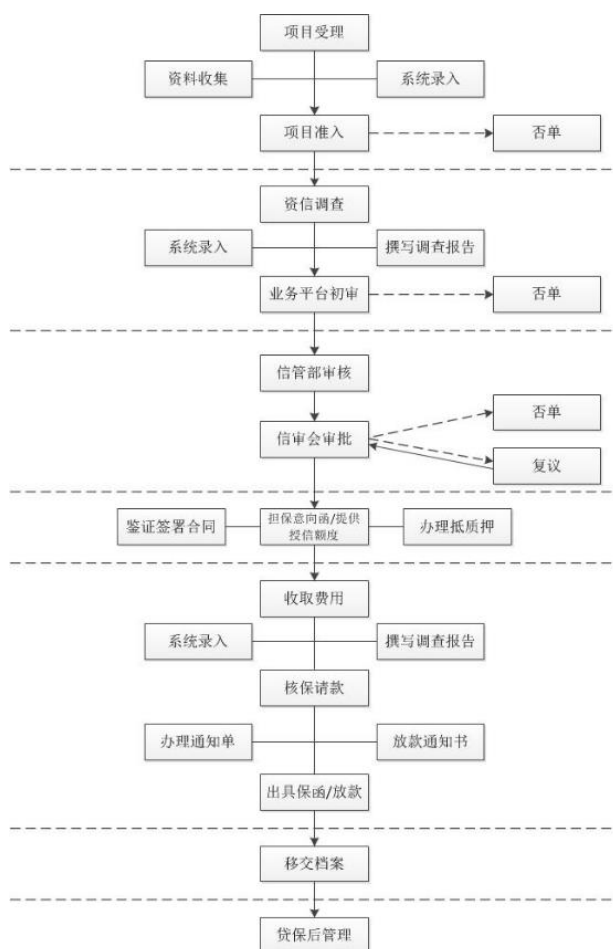 项目受理
资料收集
系统录入
项目准入
否单
资信调查
系统录入
撰写调查报告
业务平台初审
否单
信管部审核
否单
信审会审批
复议
鉴证签署合同
担保意向函/提供
授信额度
办理抵质押
收取费用
系统录入
撰写调查报告
核保请款
办理通知单
放款通知书
出具保函/放款
移交档案
贷保后管理